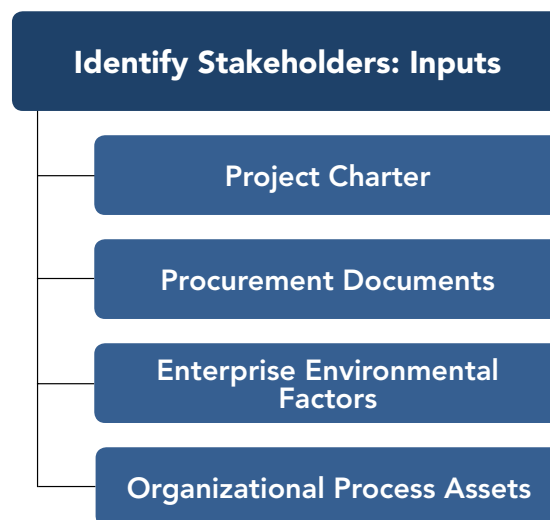 Identify Stakeholders: Inputs
Project Charter
Procurement Documents
Enterprise Environmental
Factors
Organizational Process Assets